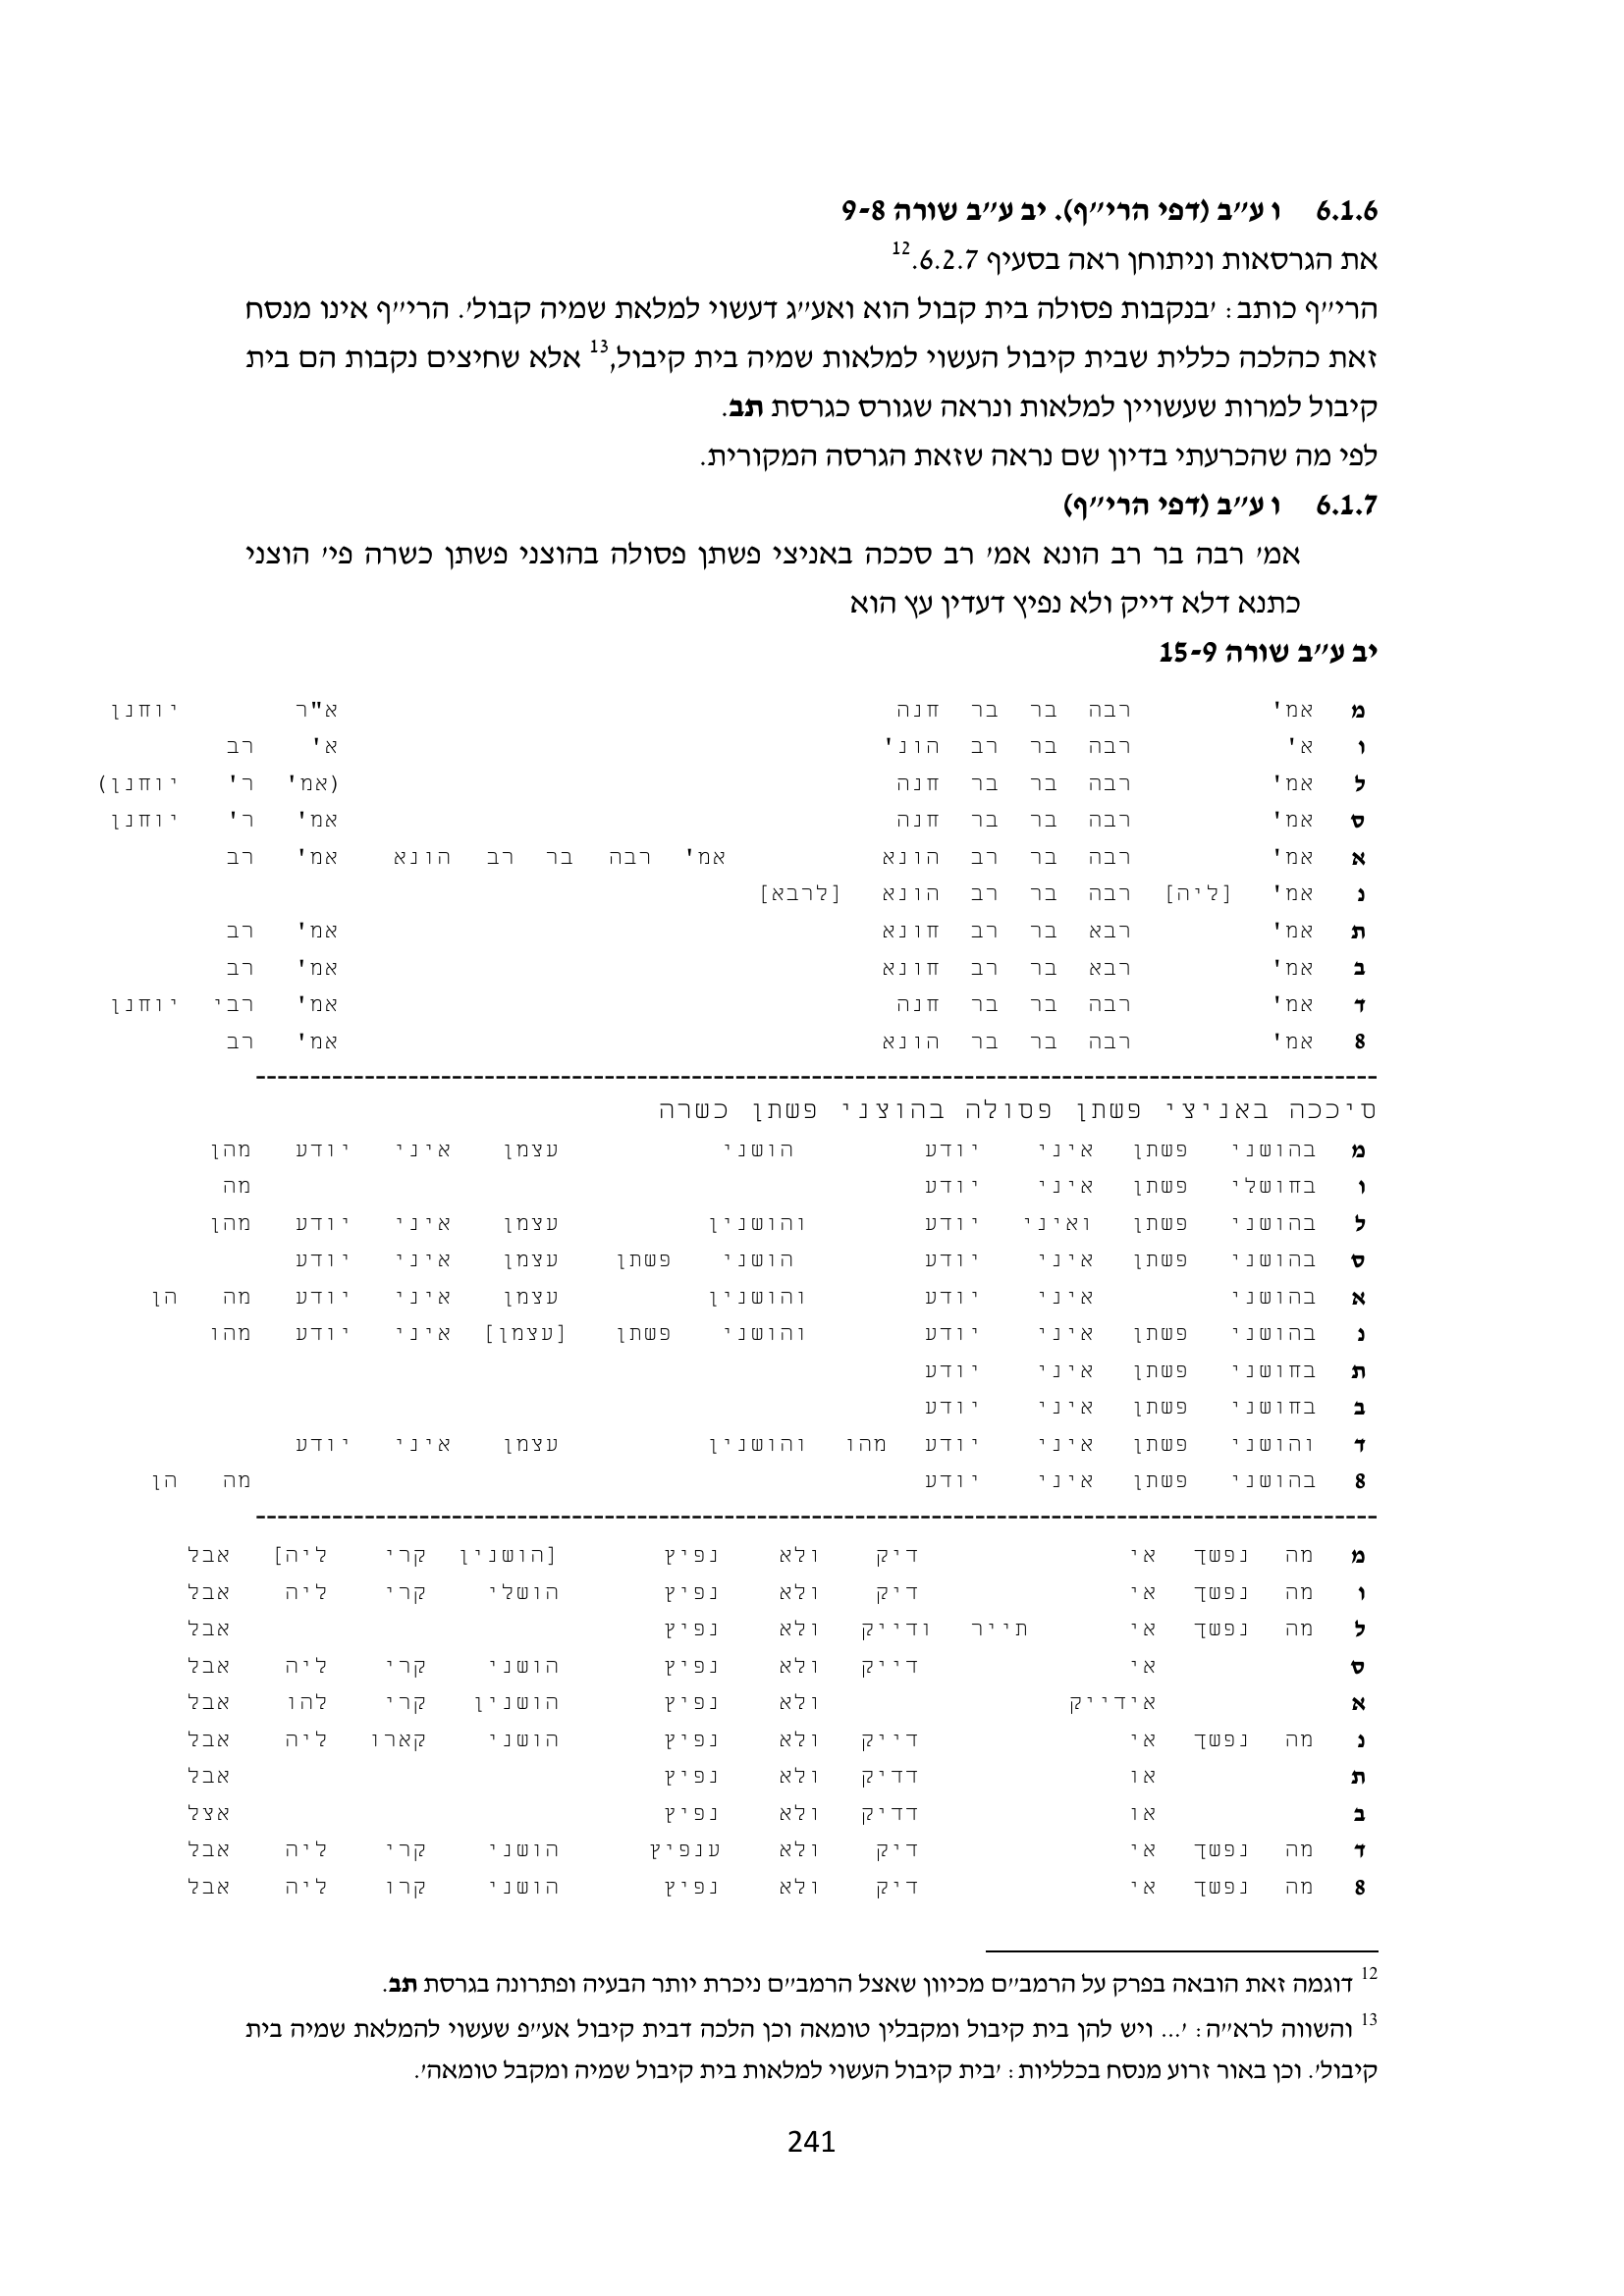 6.1.6 ו ע״ב (דפי הרי״ף). יב ע״ב שורה 9-8
את הגרסאות וניתוחן ראה בסעיף 6.2.7.12
הרי״ף כותב: ׳בנקבות פסולה בית קבול הוא ואע״ג דעשוי למלאת שמיה קבול׳. הרי״ף אינו מנסח
זאת כהלכה כללית שבית קיבול העשוי למלאות שמיה בית קיבול,13 אלא שחיצים נקבות הם בית
קיבול למרות שעשויין למלאות ונראה שגורס כגרסת תב.
לפי מה שהכרעתי בדיון שם נראה שזאת הגרסה המקורית.
6.1.7 ו ע״ב (דפי הרי״ף)
אמ׳ רבה בר רב הונא אמ׳ רב סככה באניצי פשתן פסולה בהוצני פשתן כשרה פי׳ הוצני
כתנא דלא דייק ולא נפיץ דעדין עץ הוא
יב ע״ב שורה 15-9
מ אמ' רבה בר בר חנה א"ר יוחנן
ו א' רבה בר רב הונ' א' רב
ל אמ' רבה בר בר חנה (אמ' ר' יוחנן)
ס אמ' רבה בר בר חנה אמ' ר' יוחנן
א אמ' רבה בר רב הונא אמ' רבה בר רב הונא אמ' רב
נ אמ' [ליה] רבה בר רב הונא [לרבא]
ת אמ' רבא בר רב חונא אמ' רב
ב אמ' רבא בר רב חונא אמ' רב
ד אמ' רבה בר בר חנה אמ' רבי יוחנן
8 אמ' רבה בר בר הונא אמ' רב
סיככה באניצי פשתן פסולה בהוצני פשתן כשרה
מ בהושני פשתן איני יודע הושני עצמן איני יודע מהן
ו בחושלי פשתן איני יודע מה
ל בהושני פשתן ואיני יודע והושנין עצמן איני יודע מהן
ס בהושני פשתן איני יודע הושני פשתן עצמן איני יודע
א בהושני איני יודע והושנין עצמן איני יודע מה הן
נ בהושני פשתן איני יודע והושני פשתן [עצמן] איני יודע מהו
ת בחושני פשתן איני יודע
ב בחושני פשתן איני יודע
ד והושני פשתן איני יודע מהו והושנין עצמן איני יודע
8 בהושני פשתן איני יודע מה הן
מ מה נפשך אי דיק ולא נפיץ [הושנין קרי ליה] אבל
ו מה נפשך אי דיק ולא נפיץ הושלי קרי ליה אבל
ל מה נפשך אי תייר ודייק ולא נפיץ אבל
ס אי דייק ולא נפיץ הושני קרי ליה אבל
א אידייק ולא נפיץ הושנין קרי להו אבל
נ מה נפשך אי דייק ולא נפיץ הושני קארו ליה אבל
ת או דדיק ולא נפיץ אבל
ב או דדיק ולא נפיץ אצל
ד מה נפשך אי דיק ולא ענפיץ הושני קרי ליה אבל
8 מה נפשך אי דיק ולא נפיץ הושני קרו ליה אבל
12 דוגמה זאת הובאה בפרק על הרמב״ם מכיוון שאצל הרמב״ם ניכרת יותר הבעיה ופתרונה בגרסת תב.
13 והשווה לרא״ה: ׳... ויש להן בית קיבול ומקבלין טומאה וכן הלכה דבית קיבול אע״פ שעשוי להמלאת שמיה בית
קיבול׳. וכן באור זרוע מנסח בכלליות: ׳בית קיבול העשוי למלאות בית קיבול שמיה ומקבל טומאה׳.
241